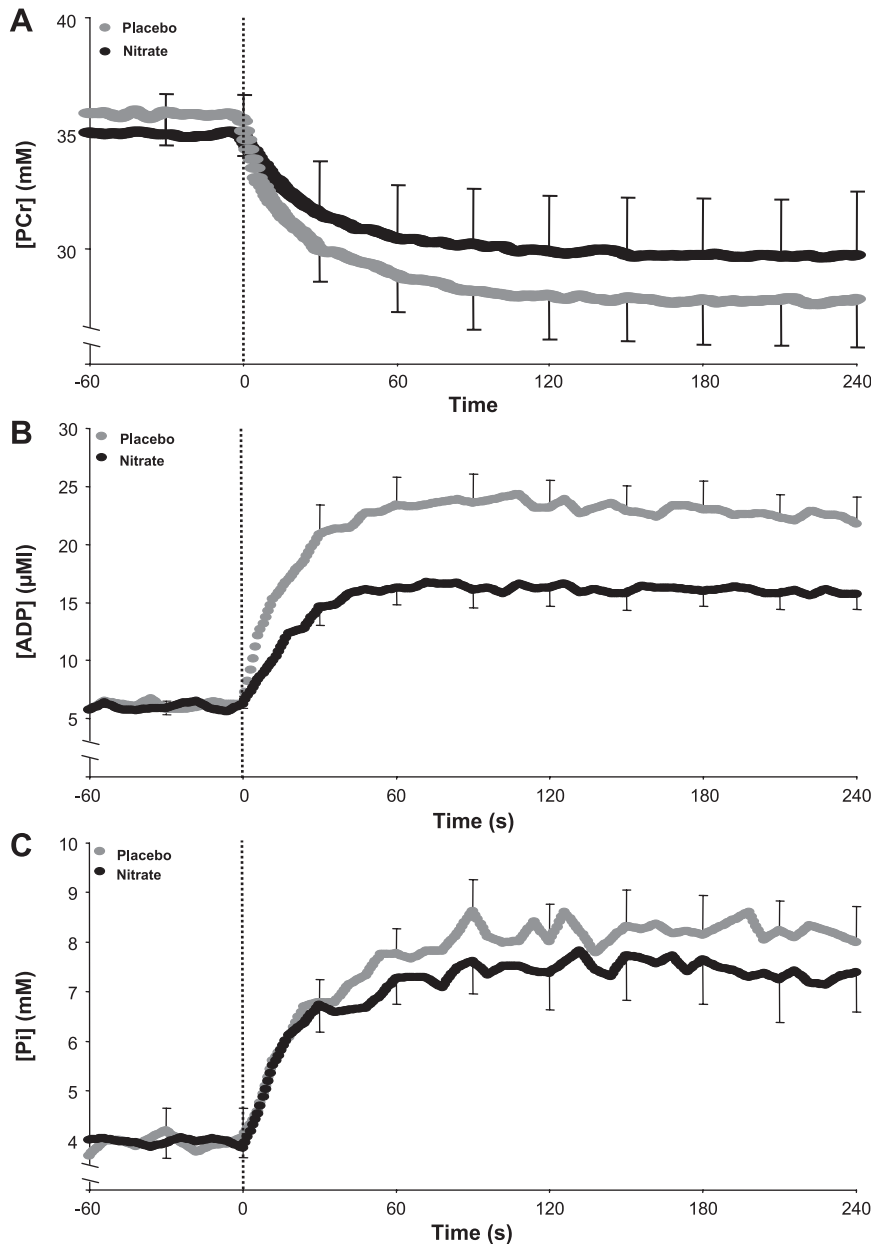 A
40
Placebo
Nitrate
35
[PCr] (mM)
30
-60 0 60 120 180 240
Time
B
30
Placebo
Nitrate
25
20
[ADP] (µMl)
15
10
5
-60 0 60 120 180 240
Time (s)
C
10
Placebo
Nitrate
9
8
7
[Pi] (mM)
6
5
4
-60 0 60 120 180 240
Time (s)